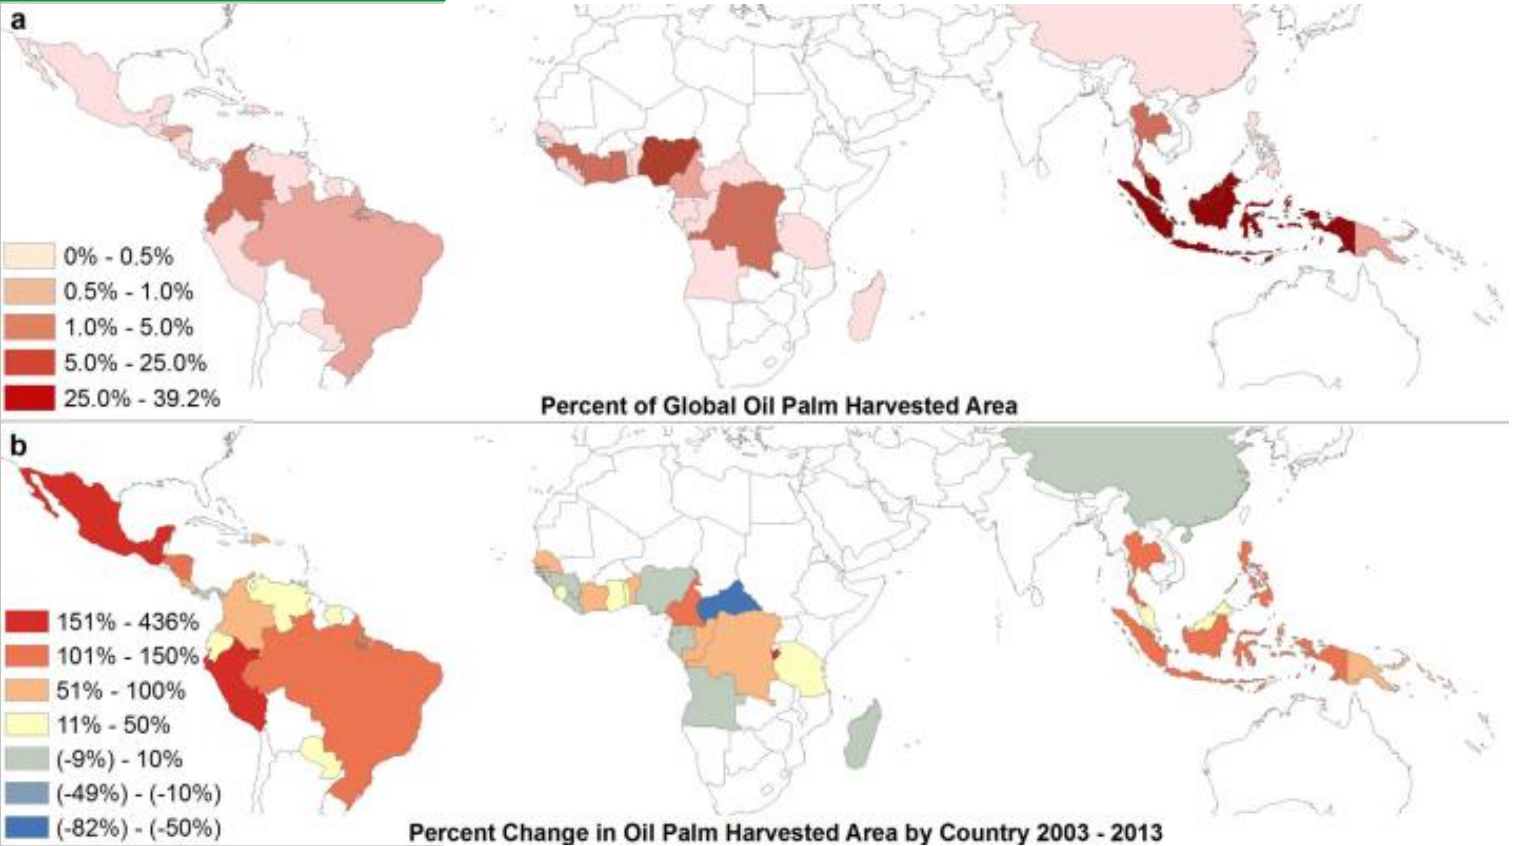 a
0% - 0.5%
0.5% - 1.0%
1.0% - 5.0%
5.0% - 25.0%
25.0% - 39.2%
Percent of Global Oil Palm Harvested Area
b
151% - 436%
101% - 150%
51% - 100%
11% - 50%
(-9%) - 10%
(-49%) - (-10%)
(-82%) - (-50%)
Percent Change in Oil Palm Harvested Area by Country 2003 - 2013